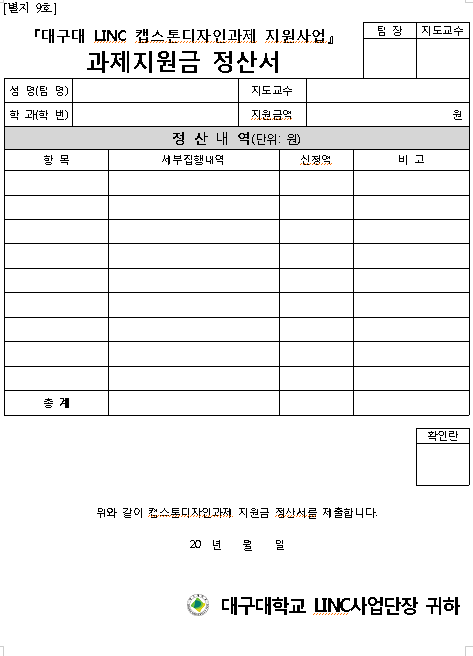 [별지 9호]
『대구대 LINC 캡스톤디자인과제 지원사업』
과제지원금 정산서
팀 장 지도교수
성 명(팀 명) 지도교수
학 과(학 번) 지원금액 원
정 산 내 역(단위: 원)
항 목 세부집행내역 신청액 비 고
총 계
확인란
위와 같이 캡스톤디자인과제 지원금 정산서를 제출합니다.
20 년 월 일
대구대학교 LINC사업단장 귀하